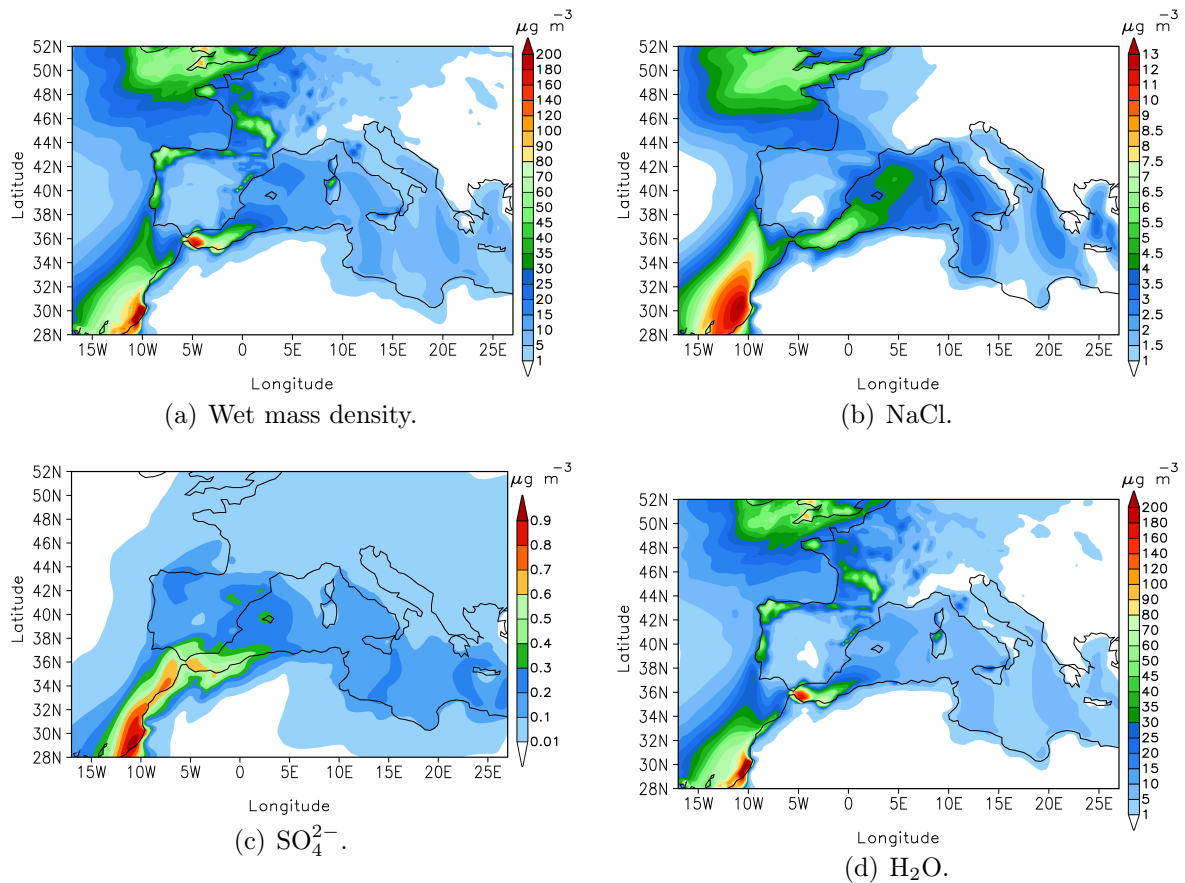 μg m⁻³
52N
50N
48N
46N
44N
42N
40N
38N
36N
34N
32N
30N
28N
Latitude
15W 10W 5W 0 5E 10E 15E 20E 25E
Longitude
200
180
160
140
120
100
90
80
70
60
50
45
40
35
30
25
20
15
10
5
1
(a) Wet mass density.
μg m⁻³
52N
50N
48N
46N
44N
42N
40N
38N
36N
34N
32N
30N
28N
Latitude
15W 10W 5W 0 5E 10E 15E 20E 25E
Longitude
13
12
11
10
9
8.5
8
7.5
7
6.5
6
5.5
5
4.5
4
3.5
3
2.5
2
1.5
1
(b) NaCl.
μg m⁻³
52N
50N
48N
46N
44N
42N
40N
38N
36N
34N
32N
30N
28N
Latitude
15W 10W 5W 0 5E 10E 15E 20E 25E
Longitude
0.9
0.8
0.7
0.6
0.5
0.4
0.3
0.2
0.1
0.01
(c) SO₄²⁻.
μg m⁻³
52N
50N
48N
46N
44N
42N
40N
38N
36N
34N
32N
30N
28N
Latitude
15W 10W 5W 0 5E 10E 15E 20E 25E
Longitude
200
180
160
140
120
100
90
80
70
60
50
45
40
35
30
25
20
15
10
5
1
(d) H₂O.